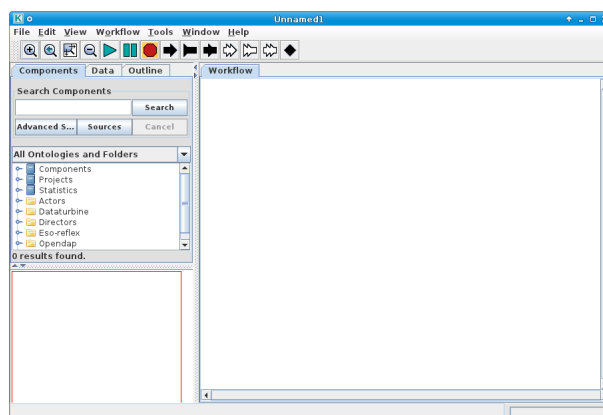 Unnamed1
File Edit View Workflow Tools Window Help
Components Data Outline
Workflow
Search Components
Search
Advanced S... Sources Cancel
All Ontologies and Folders
Components
Projects
Statistics
Actors
Dataturbine
Directors
Eso-reflex
Opendap
0 results found.